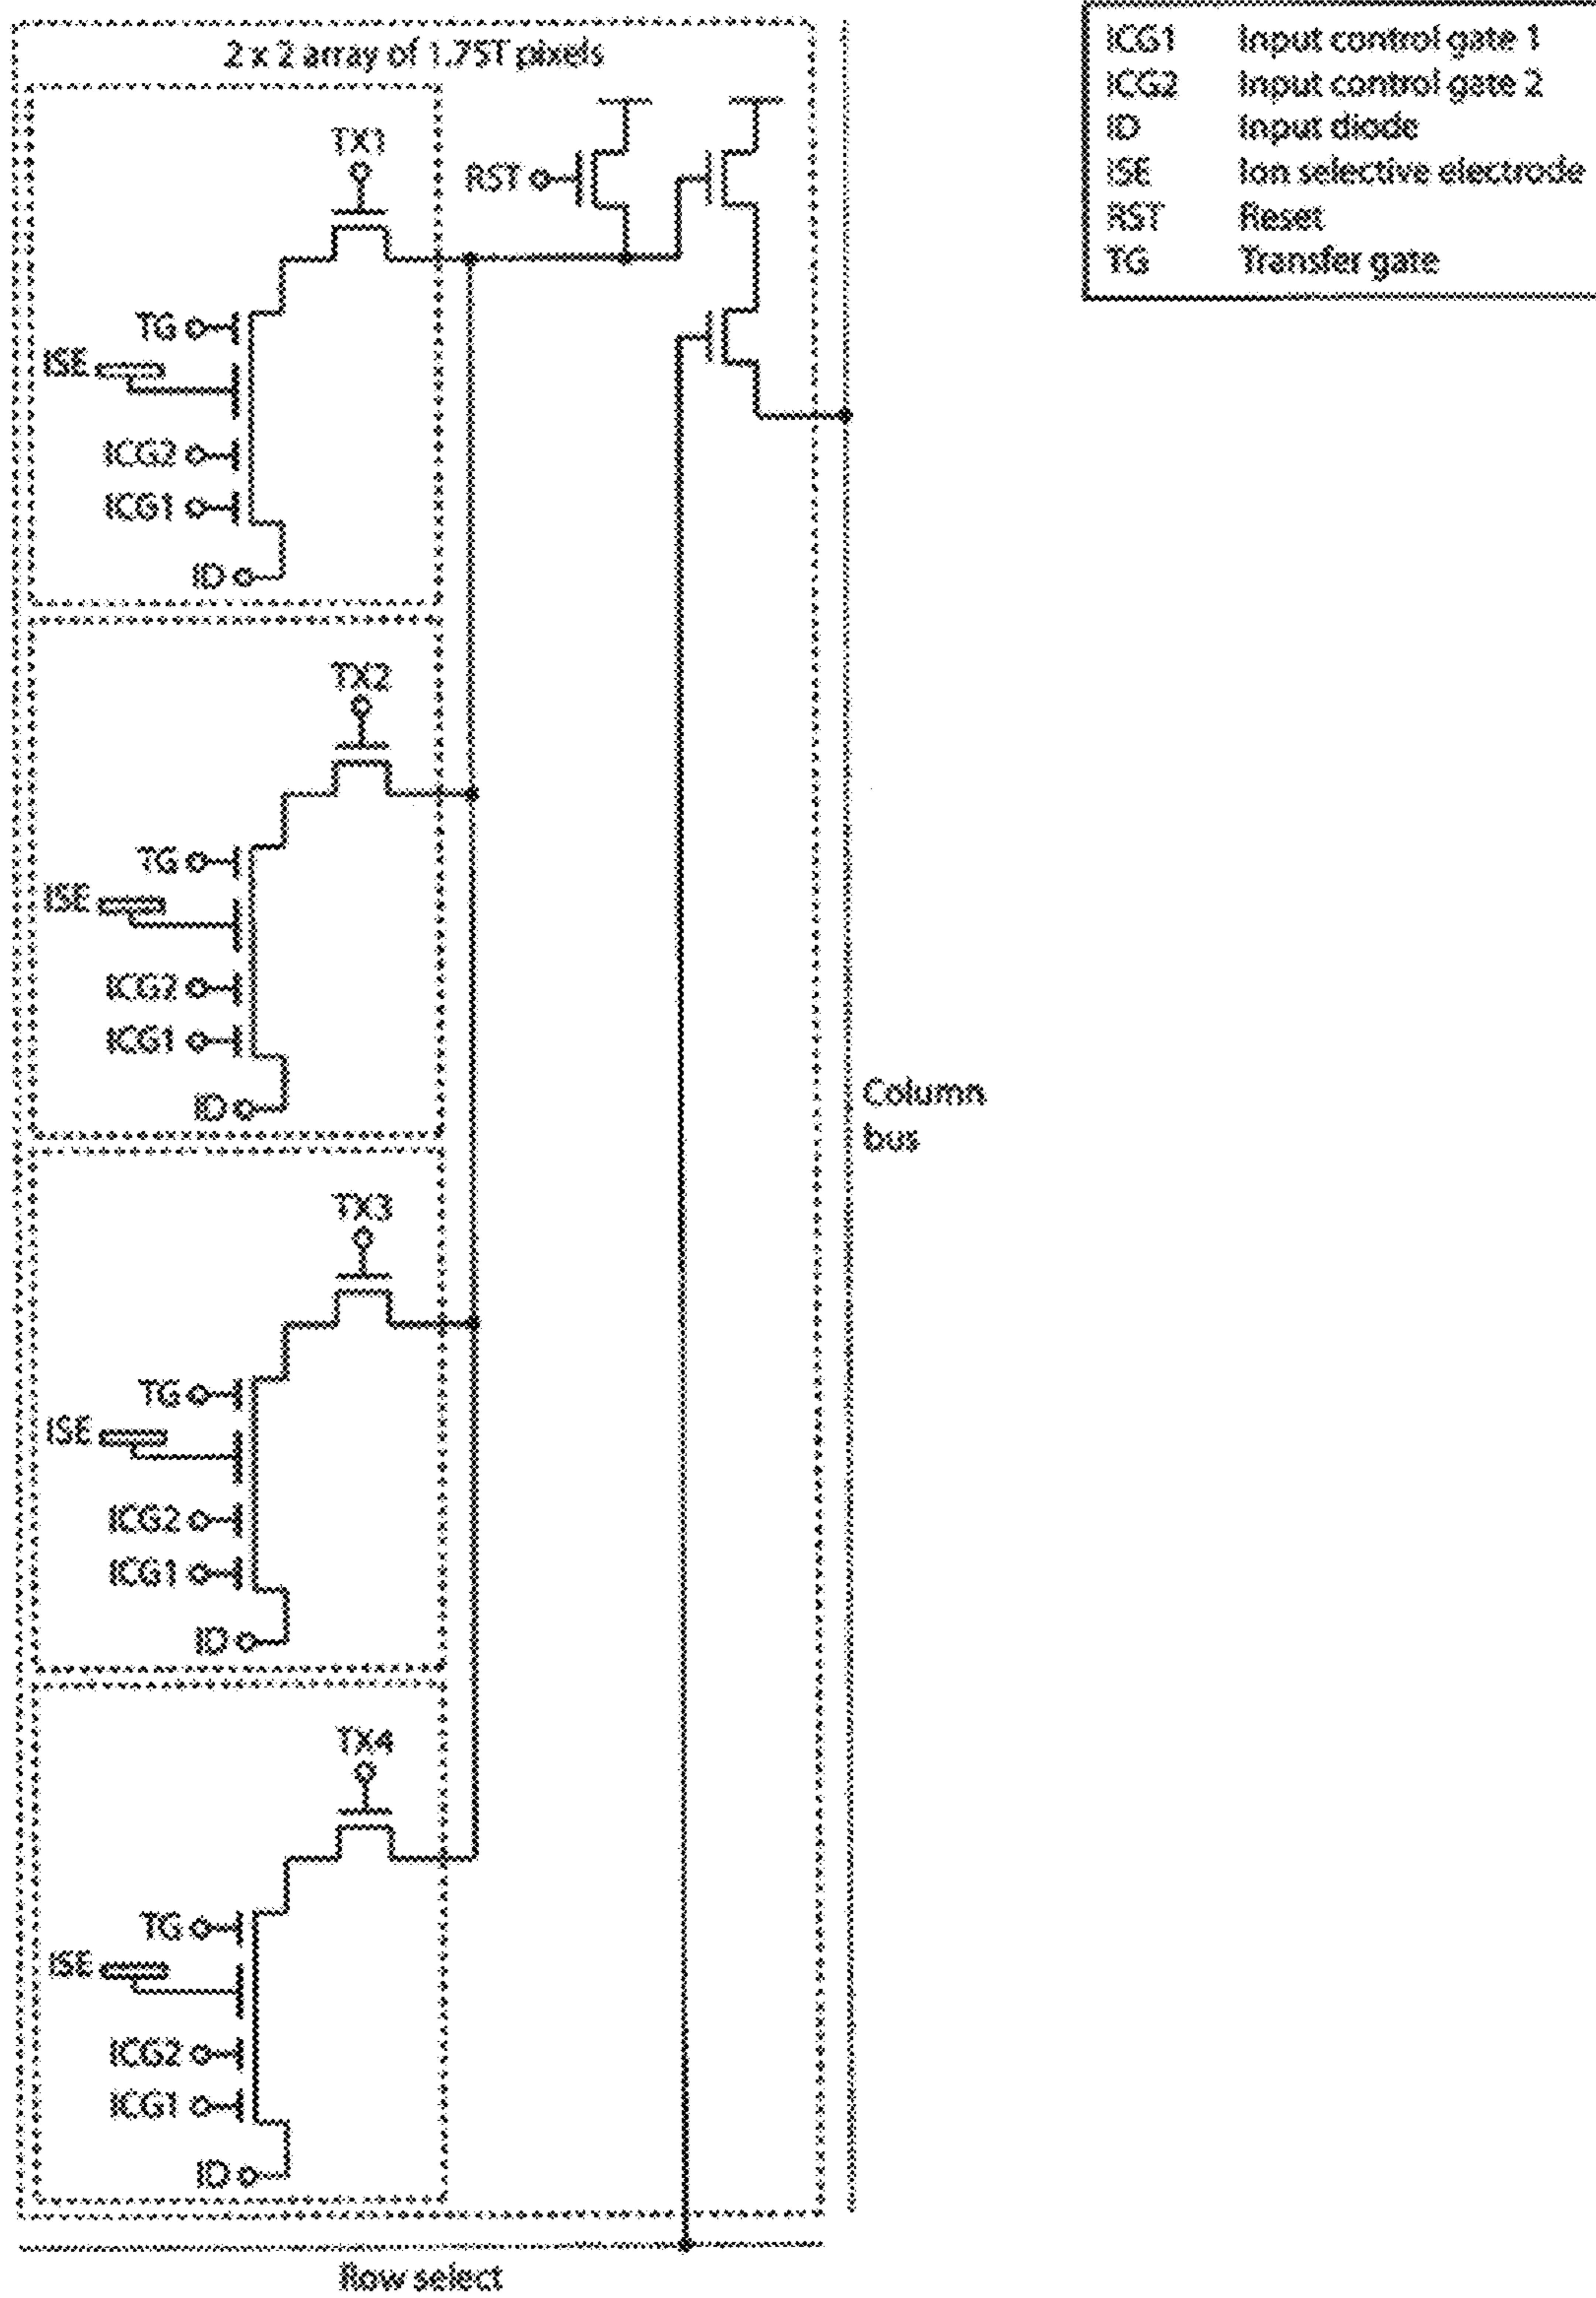 2 x 2 array of 1.75T pixels
TX1
RST
TG
ISE
ICG2
ICG1
ID
TX2
TG
ISE
ICG2
ICG1
ID
TX3
TG
ISE
ICG2
ICG1
ID
TX4
TG
ISE
ICG2
ICG1
ID
Row select
Column
bus
ICG1 Input control gate 1
ICG2 Input control gate 2
ID Input diode
ISE Ion selective electrode
RST Reset
TG Transfer gate